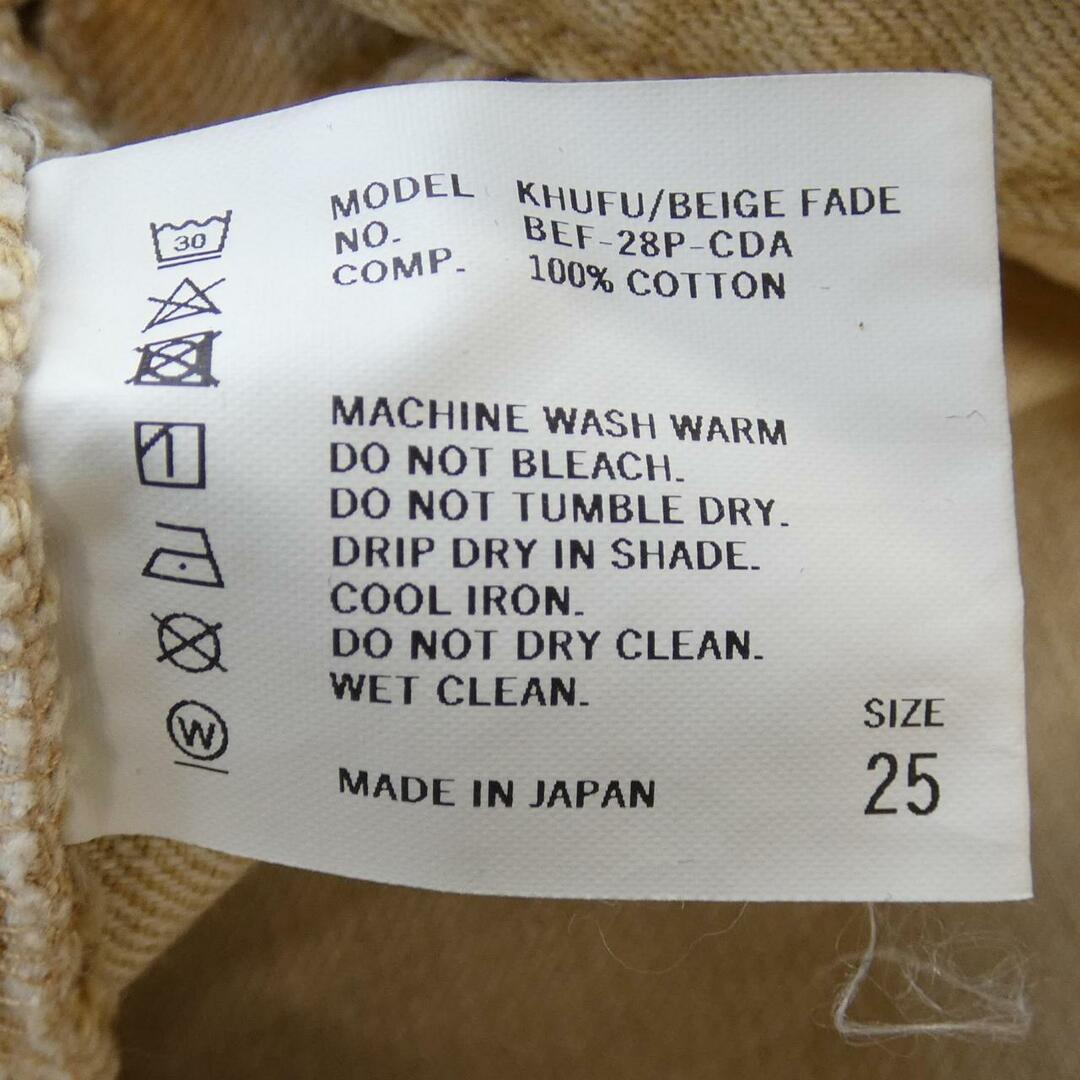 MODEL KHUFU/BEIGE FADE
NO. BEF-28P-CDA
COMP. 100% COTTON
30
MACHINE WASH WARM
DO NOT BLEACH.
DO NOT TUMBLE DRY.
DRIP DRY IN SHADE.
COOL IRON.
DO NOT DRY CLEAN.
WET CLEAN.
W
MADE IN JAPAN
SIZE
25